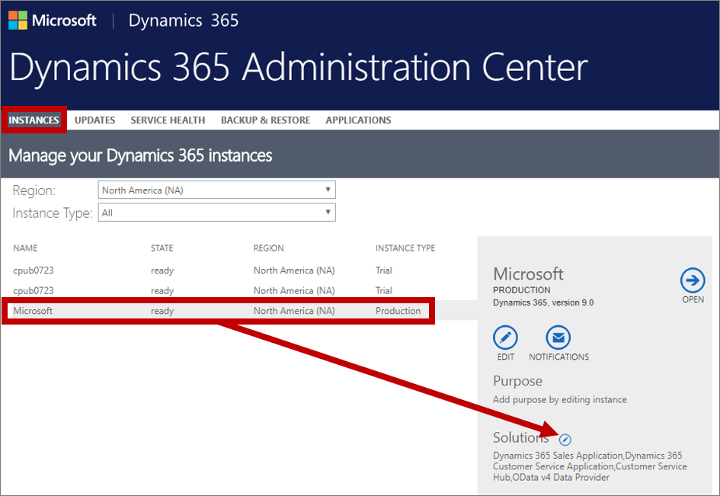 Microsoft | Dynamics 365
Dynamics 365 Administration Center
INSTANCES UPDATES SERVICE HEALTH BACKUP & RESTORE APPLICATIONS
Manage your Dynamics 365 instances
Region: North America (NA)
Instance Type: All
NAME STATE REGION INSTANCE TYPE
cpub0723 ready North America (NA) Trial
cpub0723 ready North America (NA) Trial
Microsoft ready North America (NA) Production
Microsoft
PRODUCTION
Dynamics 365, version 9.0
OPEN
EDIT NOTIFICATIONS
Purpose
Add purpose by editing instance
Solutions
Dynamics 365 Sales Application,Dynamics 365
Customer Service Application,Customer Service
Hub,OData v4 Data Provider